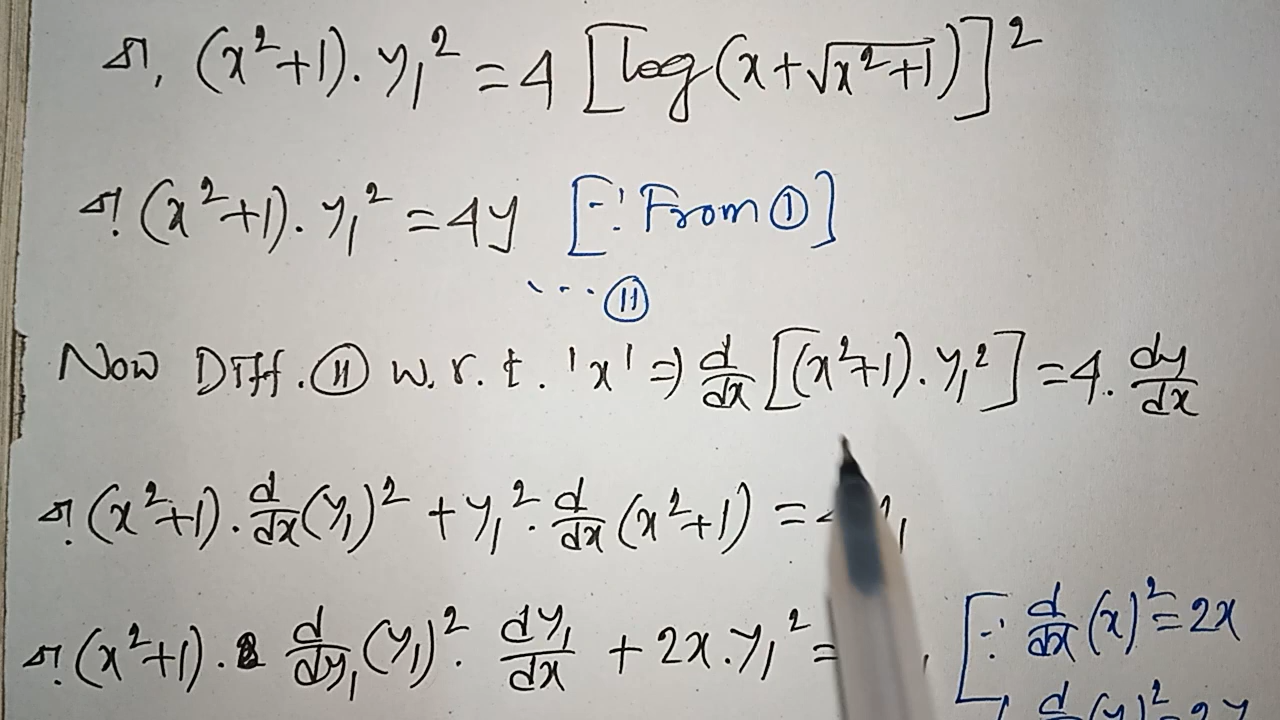 বা, (x²+1). y₁² = 4 [log(x+√x²+1)]²
বা, (x²+1). y₁² = 4y [∵ From ①]
... ⑪
Now Diff. ⑪ w.r.t. 'x' ⇒ d/dx [(x²+1). y₁²] = 4. dy/dx
বা, (x²+1). d/dx (y₁)² + y₁². d/dx (x²+1) =
বা, (x²+1). d/dy₁ (y₁)². dy₁/dx + 2x. y₁² =
[∵ d/dx (x)² = 2x